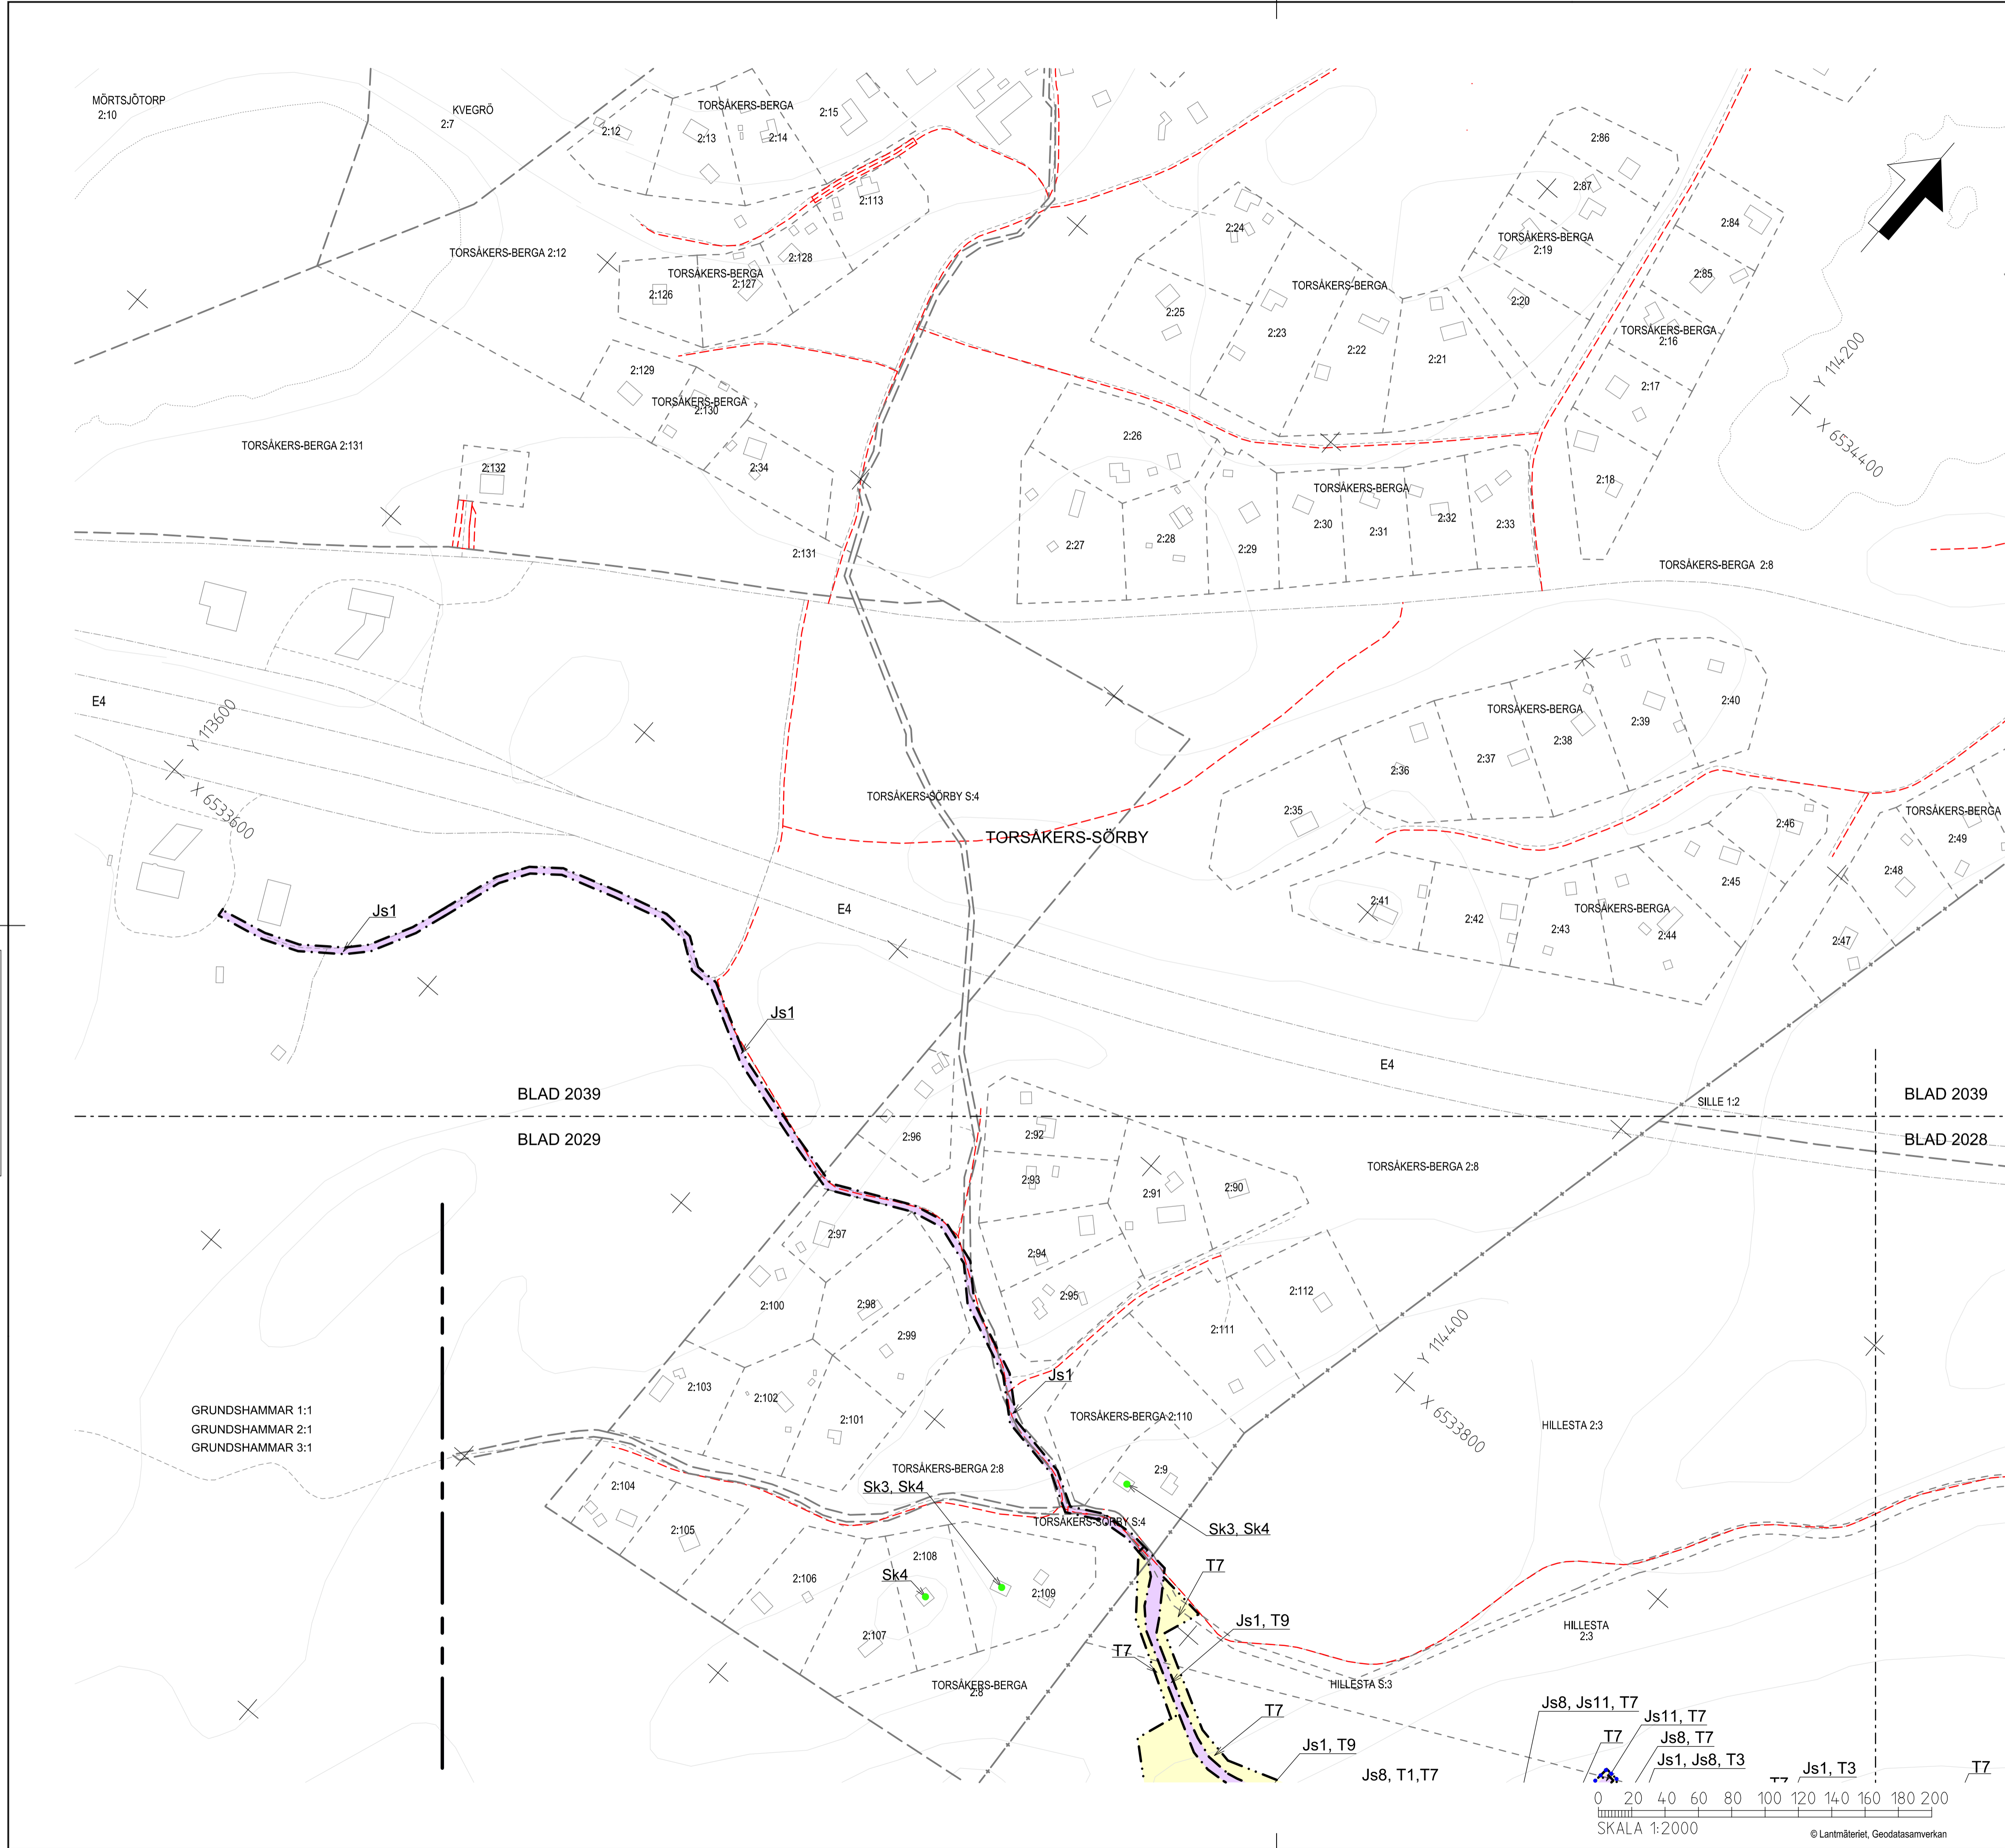 MÖRTSJÖTORP
2:10
KVEGRÖ
2:7
TORSÅKERS-BERGA
2:15
2:12
2:13
2:14
2:113
TORSÅKERS-BERGA 2:12
TORSÅKERS-BERGA
2:128
2:127
2:126
2:129
TORSÅKERS-BERGA
2:130
2:34
TORSÅKERS-BERGA 2:131
2:132
2:131
2:86
2:87
2:84
2:24
TORSÅKERS-BERGA
2:19
2:85
2:20
TORSÅKERS-BERGA
2:25
2:23
2:22
2:21
TORSÅKERS-BERGA
2:16
2:17
2:18
Y 114200
X 6534400
2:26
TORSÅKERS-BERGA
2:27
2:28
2:29
2:30
2:31
2:32
2:33
TORSÅKERS-BERGA 2:8
E4
Y 113600
X 6533600
TORSÅKERS-SÖRBY S:4
TORSÅKERS-SÖRBY
2:40
2:39
TORSÅKERS-BERGA
2:38
2:37
2:36
2:35
2:46
TORSÅKERS-BERGA
2:49
2:48
2:45
2:41
2:42
2:43
TORSÅKERS-BERGA
2:44
2:47
E4
Js1
Js1
E4
BLAD 2039
BLAD 2029
SILLE 1:2
BLAD 2039
BLAD 2028
2:96
2:92
2:93
2:91
2:90
TORSÅKERS-BERGA 2:8
2:97
2:94
2:100
2:98
2:95
2:112
2:99
2:111
2:103
2:102
2:101
Js1
Y 114400
X 6533800
GRUNDSHAMMAR 1:1
GRUNDSHAMMAR 2:1
GRUNDSHAMMAR 3:1
TORSÅKERS-BERGA 2:110
HILLESTA 2:3
TORSÅKERS-BERGA 2:8
2:9
Sk3, Sk4
2:104
TORSÅKERS-SÖRBY S:4
Sk3, Sk4
2:105
2:108
T7
Sk4
2:106
2:109
Js1, T9
2:107
HILLESTA
2:3
T7
TORSÅKERS-BERGA
2:8
HILLESTA S:3
T7
Js8, Js11, T7
Js11, T7
T7
Js8, T7
Js1, T9
Js1, Js8, T3
Js8, T1,T7
T7
Js1, T3
T7
0 20 40 60 80 100 120 140 160 180 200
SKALA 1:2000
© Lantmäteriet, Geodatasamverkan